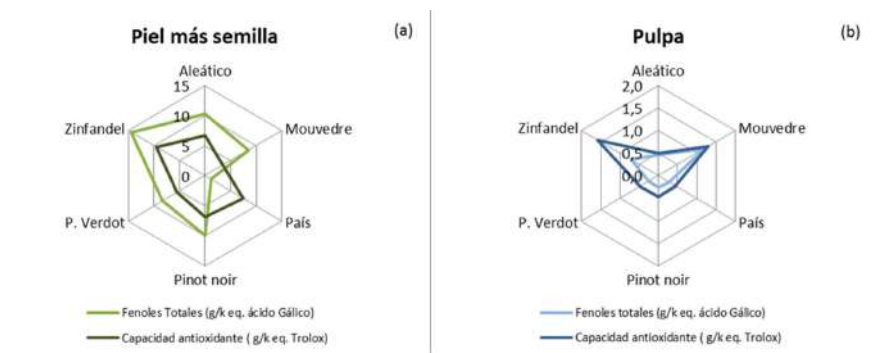 Piel más semilla
(a)
Aleático
15
10
5
0
Zinfandel
Mouvedre
P. Verdot
País
Pinot noir
Fenoles Totales (g/k eq. ácido Gálico)
Capacidad antioxidante ( g/k eq. Trolox)
Pulpa
(b)
Aleático
2,0
1,5
1,0
0,5
0,0
Zinfandel
Mouvedre
P. Verdot
País
Pinot noir
Fenoles totales (g/k eq. ácido Gálico)
Capacidad antioxidante ( g/k eq. Trolox)